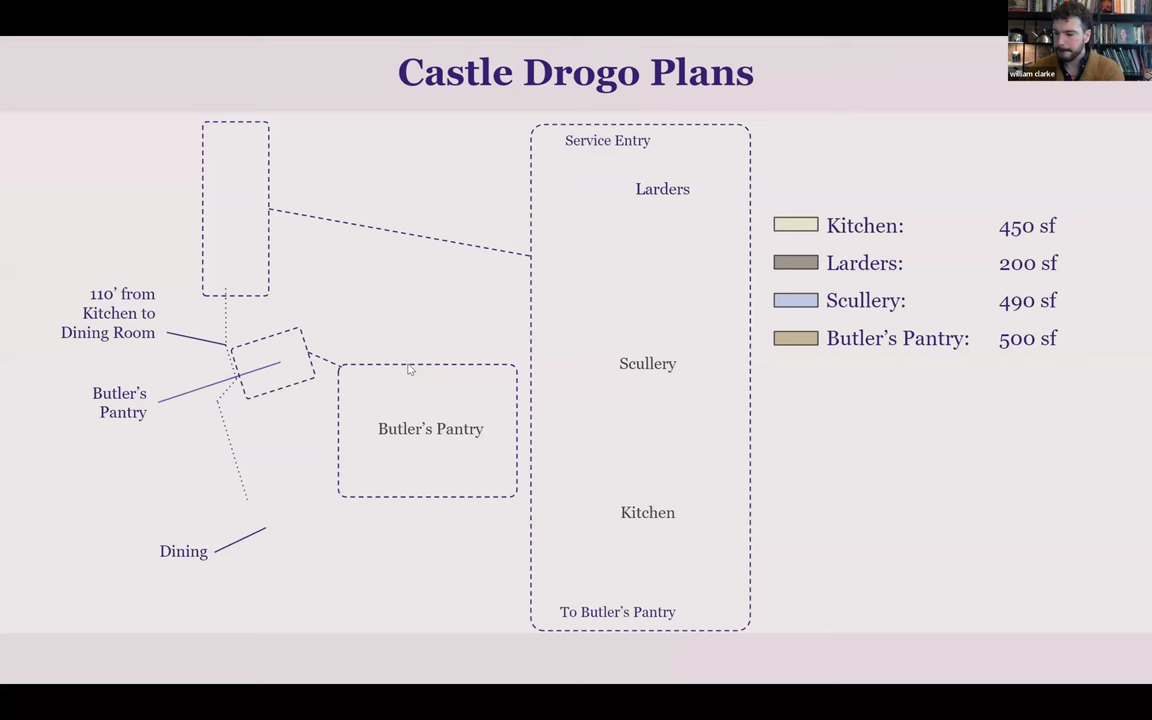 william clarke
Castle Drogo Plans
Service Entry
Larders
Kitchen: 450 sf
Larders: 200 sf
Scullery: 490 sf
Butler’s Pantry: 500 sf
110’ from
Kitchen to
Dining Room
Butler’s
Pantry
Butler’s Pantry
Scullery
Kitchen
Dining
To Butler’s Pantry